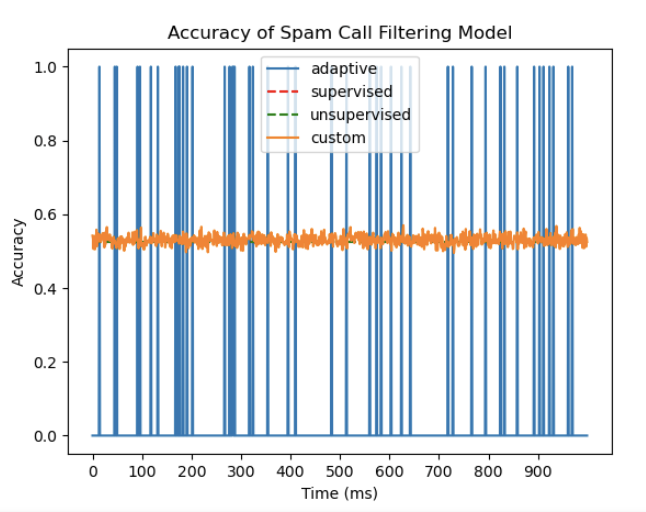 Accuracy of Spam Call Filtering Model
adaptive
supervised
unsupervised
custom
1.0
0.8
0.6
0.4
0.2
0.0
Accuracy
0 100 200 300 400 500 600 700 800 900
Time (ms)